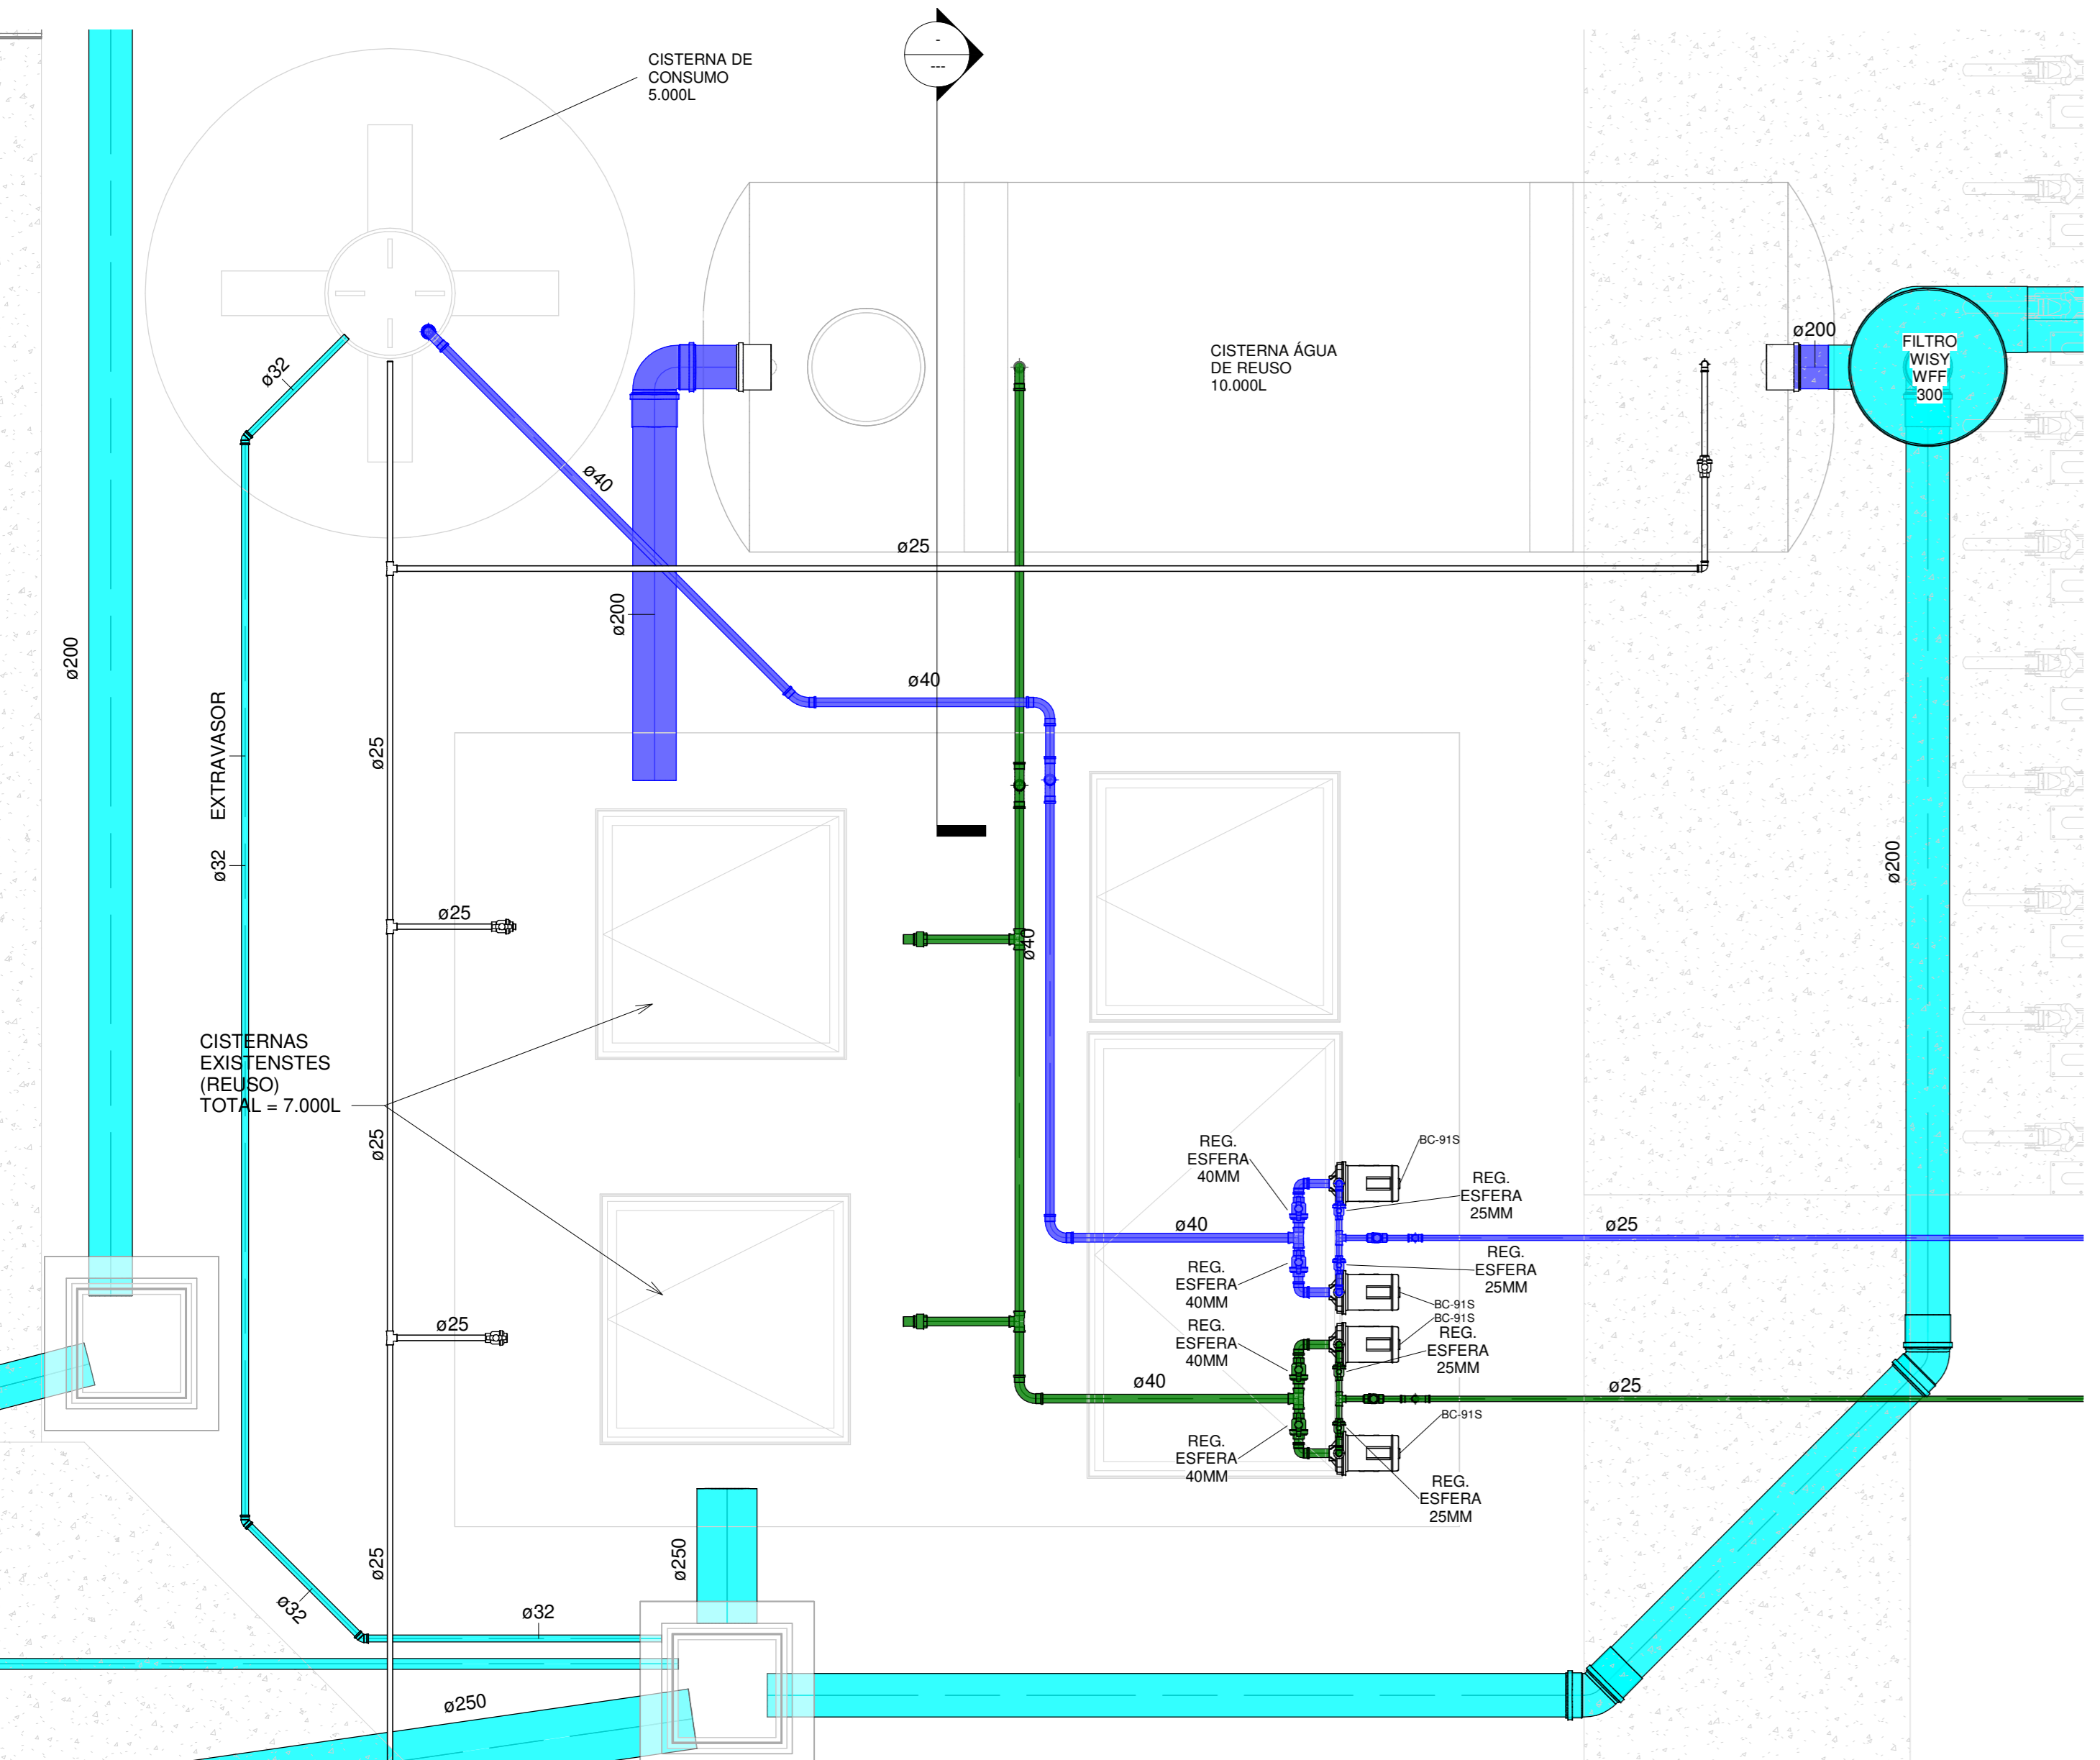 -
---
CISTERNA DE
CONSUMO
5.000L
CISTERNA ÁGUA
DE REUSO
10.000L
ø200
FILTRO
WISY
WFF
300
ø32
ø40
ø25
ø200
ø200
ø40
EXTRAVASOR
ø25
ø32
ø200
ø25
ø40
CISTERNAS
EXISTENSTES
(REUSO)
TOTAL = 7.000L
ø25
REG.
ESFERA
40MM
BC-91S
REG.
ESFERA
25MM
ø40
ø25
REG.
ESFERA
40MM
REG.
ESFERA
25MM
BC-91S
BC-91S
REG.
ESFERA
40MM
REG.
ESFERA
25MM
ø25
ø40
ø25
BC-91S
REG.
ESFERA
40MM
REG.
ESFERA
25MM
ø25
ø250
ø32
ø32
ø250